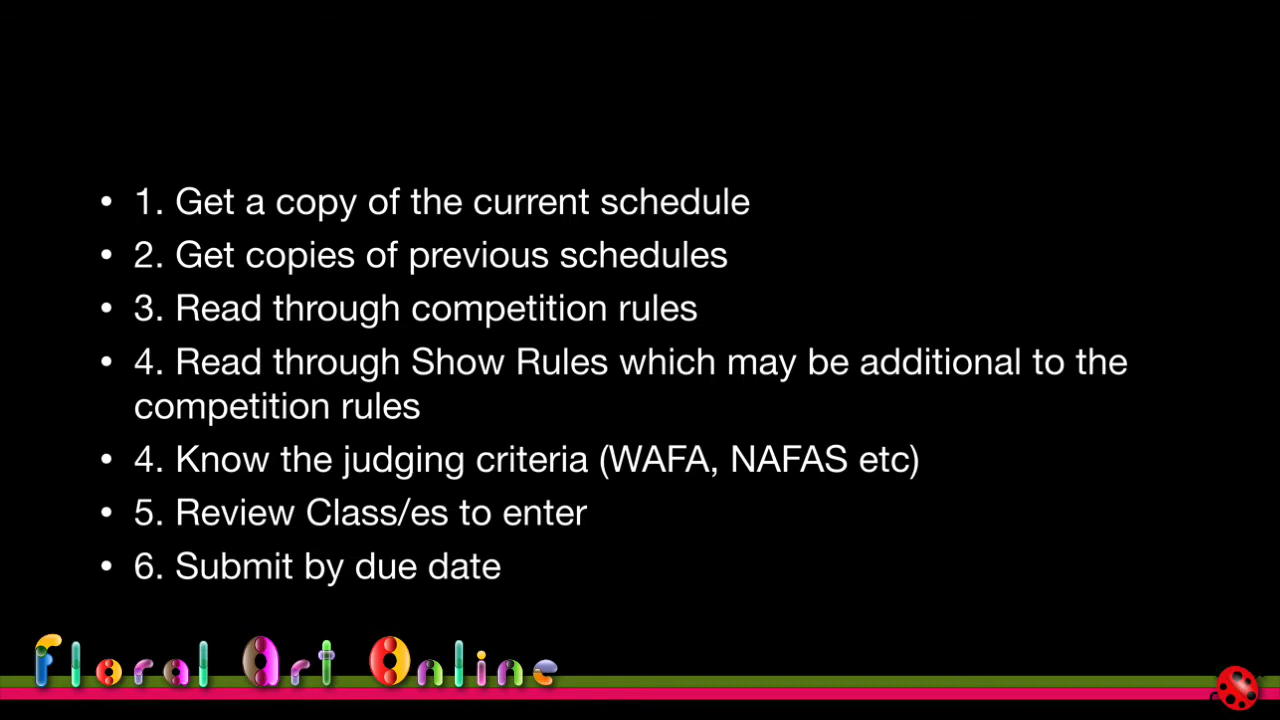 • 1. Get a copy of the current schedule
• 2. Get copies of previous schedules
• 3. Read through competition rules
• 4. Read through Show Rules which may be additional to the
competition rules
• 4. Know the judging criteria (WAFA, NAFAS etc)
• 5. Review Class/es to enter
• 6. Submit by due date
Floral Art Online